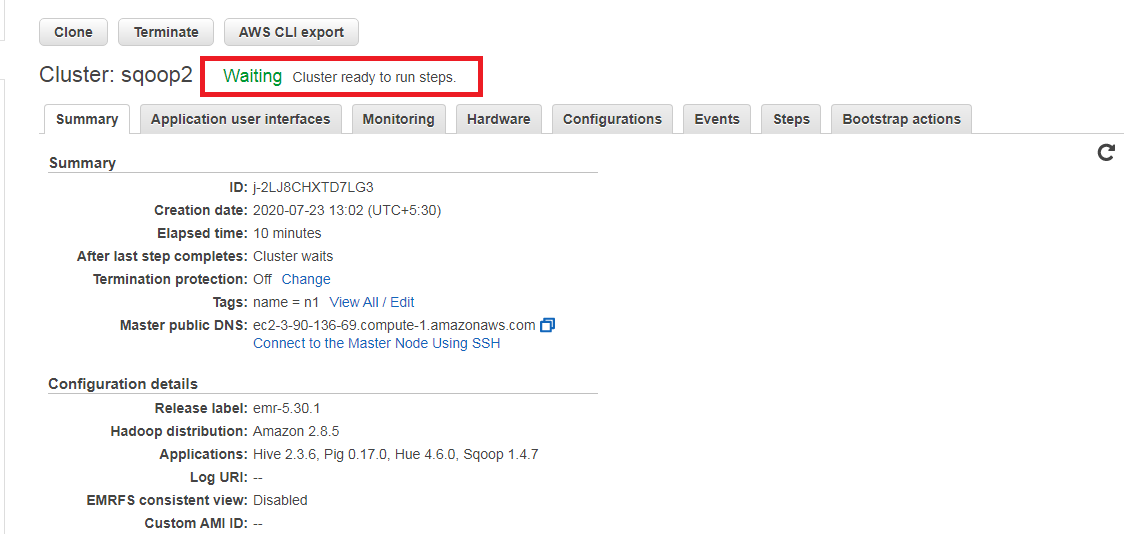 Clone Terminate AWS CLI export
Cluster: sqoop2 Waiting Cluster ready to run steps.
Summary Application user interfaces Monitoring Hardware Configurations Events Steps Bootstrap actions
Summary
ID: j-2LJ8CHXTD7LG3
Creation date: 2020-07-23 13:02 (UTC+5:30)
Elapsed time: 10 minutes
After last step completes: Cluster waits
Termination protection: Off Change
Tags: name = n1 View All / Edit
Master public DNS: ec2-3-90-136-69.compute-1.amazonaws.com
Connect to the Master Node Using SSH
Configuration details
Release label: emr-5.30.1
Hadoop distribution: Amazon 2.8.5
Applications: Hive 2.3.6, Pig 0.17.0, Hue 4.6.0, Sqoop 1.4.7
Log URI: --
EMRFS consistent view: Disabled
Custom AMI ID: --